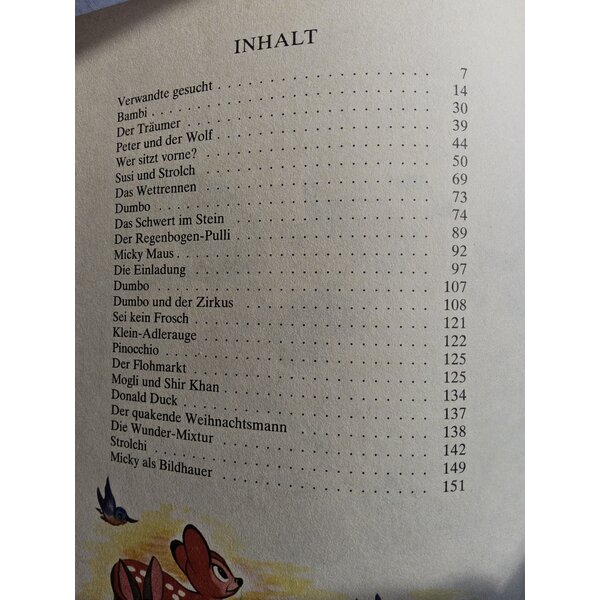 INHALT
Verwandte gesucht . . . . . . . . . . . . . . . . 7
Bambi . . . . . . . . . . . . . . . . 14
Der Träumer . . . . . . . . . . . . . . . . 30
Peter und der Wolf . . . . . . . . . . . . . . . . 39
Wer sitzt vorne? . . . . . . . . . . . . . . . . 44
Susi und Strolch . . . . . . . . . . . . . . . . 50
Das Wettrennen . . . . . . . . . . . . . . . . 69
Dumbo . . . . . . . . . . . . . . . . 73
Das Schwert im Stein . . . . . . . . . . . . . . . . 74
Der Regenbogen-Pulli . . . . . . . . . . . . . . . . 89
Micky Maus . . . . . . . . . . . . . . . . 92
Die Einladung . . . . . . . . . . . . . . . . 97
Dumbo . . . . . . . . . . . . . . . . 107
Dumbo und der Zirkus . . . . . . . . . . . . . . . . 108
Sei kein Frosch . . . . . . . . . . . . . . . . 121
Klein-Adlerauge . . . . . . . . . . . . . . . . 122
Pinocchio . . . . . . . . . . . . . . . . 125
Der Flohmarkt . . . . . . . . . . . . . . . . 125
Mogli und Shir Khan . . . . . . . . . . . . . . . . 134
Donald Duck . . . . . . . . . . . . . . . . 137
Der quakende Weihnachtsmann . . . . . . . . . . . . 138
Die Wunder-Mixtur . . . . . . . . . . . . . . . . 142
Strolchi . . . . . . . . . . . . . . . . 149
Micky als Bildhauer . . . . . . . . . . . . . . . . 151